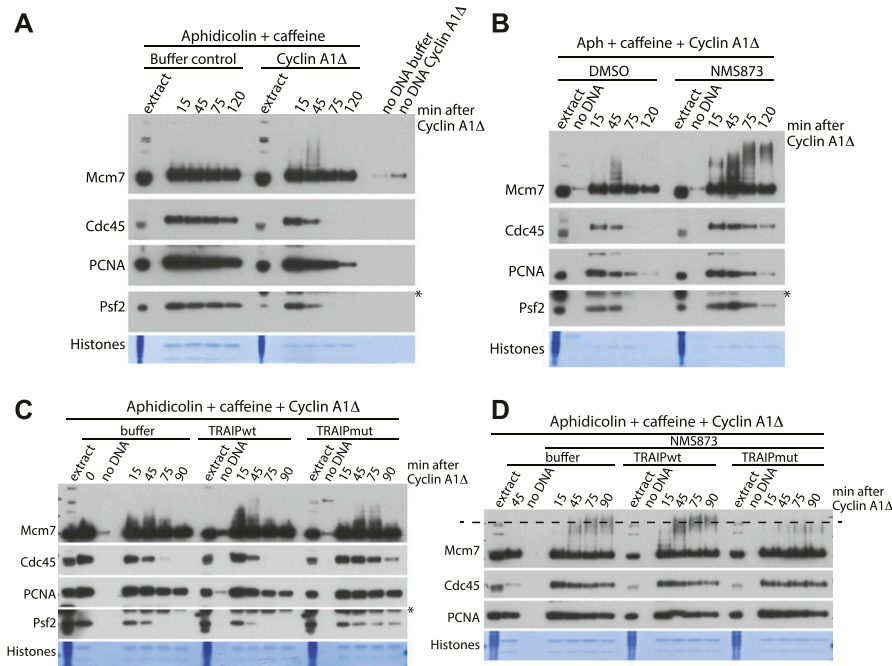 A
Aphidicolin + caffeine
Buffer control
Cyclin A1Δ
extract
15
45
75
120
extract
15
45
75
120
no DNA buffer
no DNA Cyclin A1Δ
min after
Cyclin A1Δ
Mcm7
Cdc45
PCNA
*
Psf2
Histones
B
Aph + caffeine + Cyclin A1Δ
DMSO
NMS873
extract
no DNA
15
45
75
120
extract
no DNA
15
45
75
120
min after
Cyclin A1Δ
Mcm7
Cdc45
PCNA
*
Psf2
Histones
C
Aphidicolin + caffeine + Cyclin A1Δ
buffer
TRAIPwt
TRAIPmut
extract
0
no DNA
15
45
75
90
extract
no DNA
15
45
75
90
extract
no DNA
15
45
75
90
min after
Cyclin A1Δ
Mcm7
Cdc45
PCNA
*
Psf2
Histones
D
Aphidicolin + caffeine + Cyclin A1Δ
NMS873
buffer
TRAIPwt
TRAIPmut
extract
45
no DNA
15
45
75
90
extract
no DNA
15
45
75
90
extract
no DNA
15
45
75
90
min after
Cyclin A1Δ
Mcm7
Cdc45
PCNA
Histones